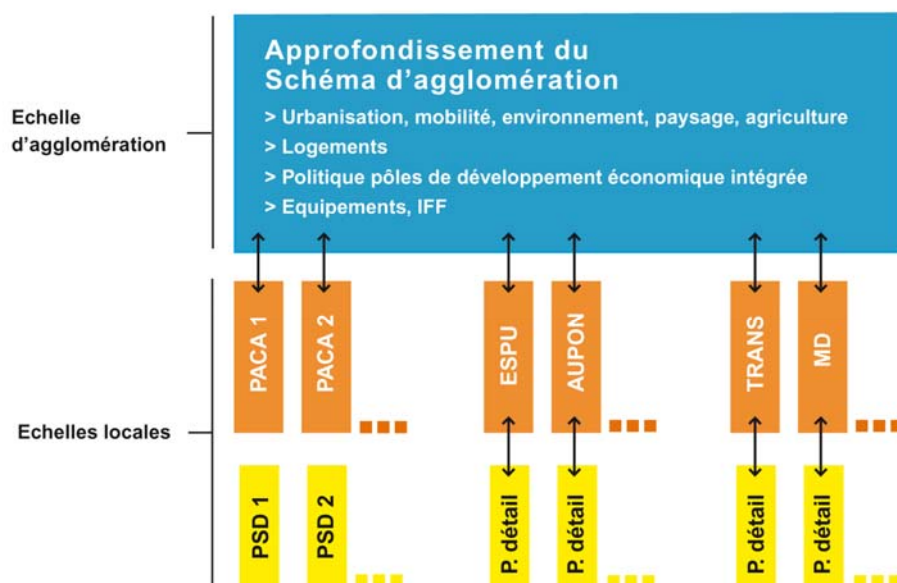 Approfondissement du
Schéma d’agglomération
> Urbanisation, mobilité, environnement, paysage, agriculture
> Logements
> Politique pôles de développement économique intégrée
> Equipements, IFF
Echelle
d’agglomération
PACA 1
PACA 2
ESPU
AUPON
TRANS
MD
Echelles locales
PSD 1
PSD 2
P. détail
P. détail
P. détail
P. détail